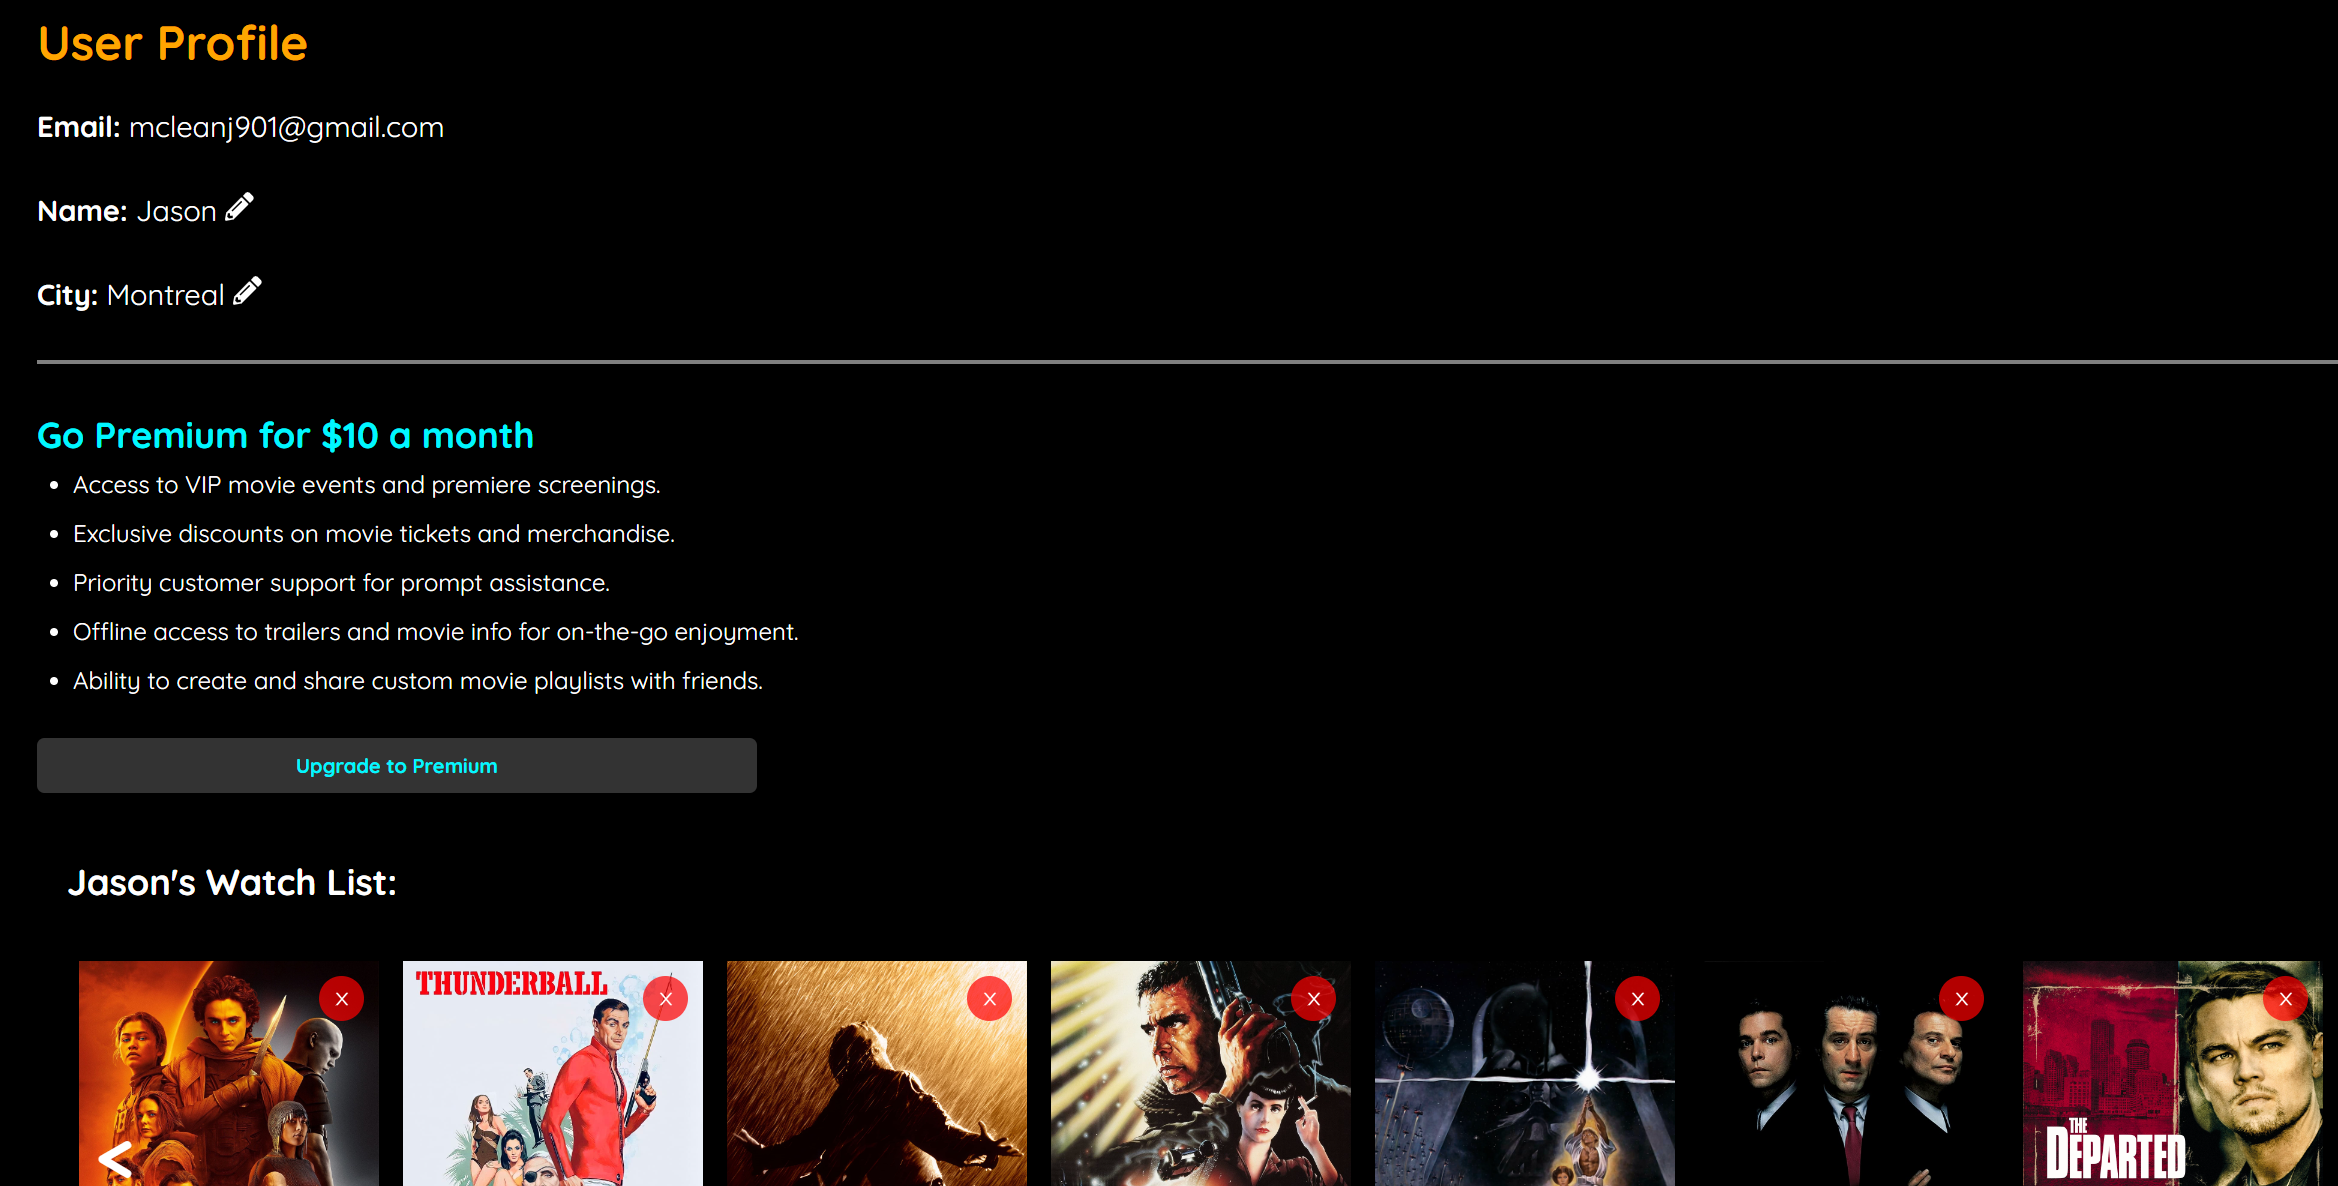 User Profile
Email: mcleanj901@gmail.com
Name: Jason
City: Montreal
Go Premium for $10 a month
• Access to VIP movie events and premiere screenings.
• Exclusive discounts on movie tickets and merchandise.
• Priority customer support for prompt assistance.
• Offline access to trailers and movie info for on-the-go enjoyment.
• Ability to create and share custom movie playlists with friends.
Upgrade to Premium
Jason's Watch List:
X X X X X X X
THUNDERBALL
<
THE
DEPARTED